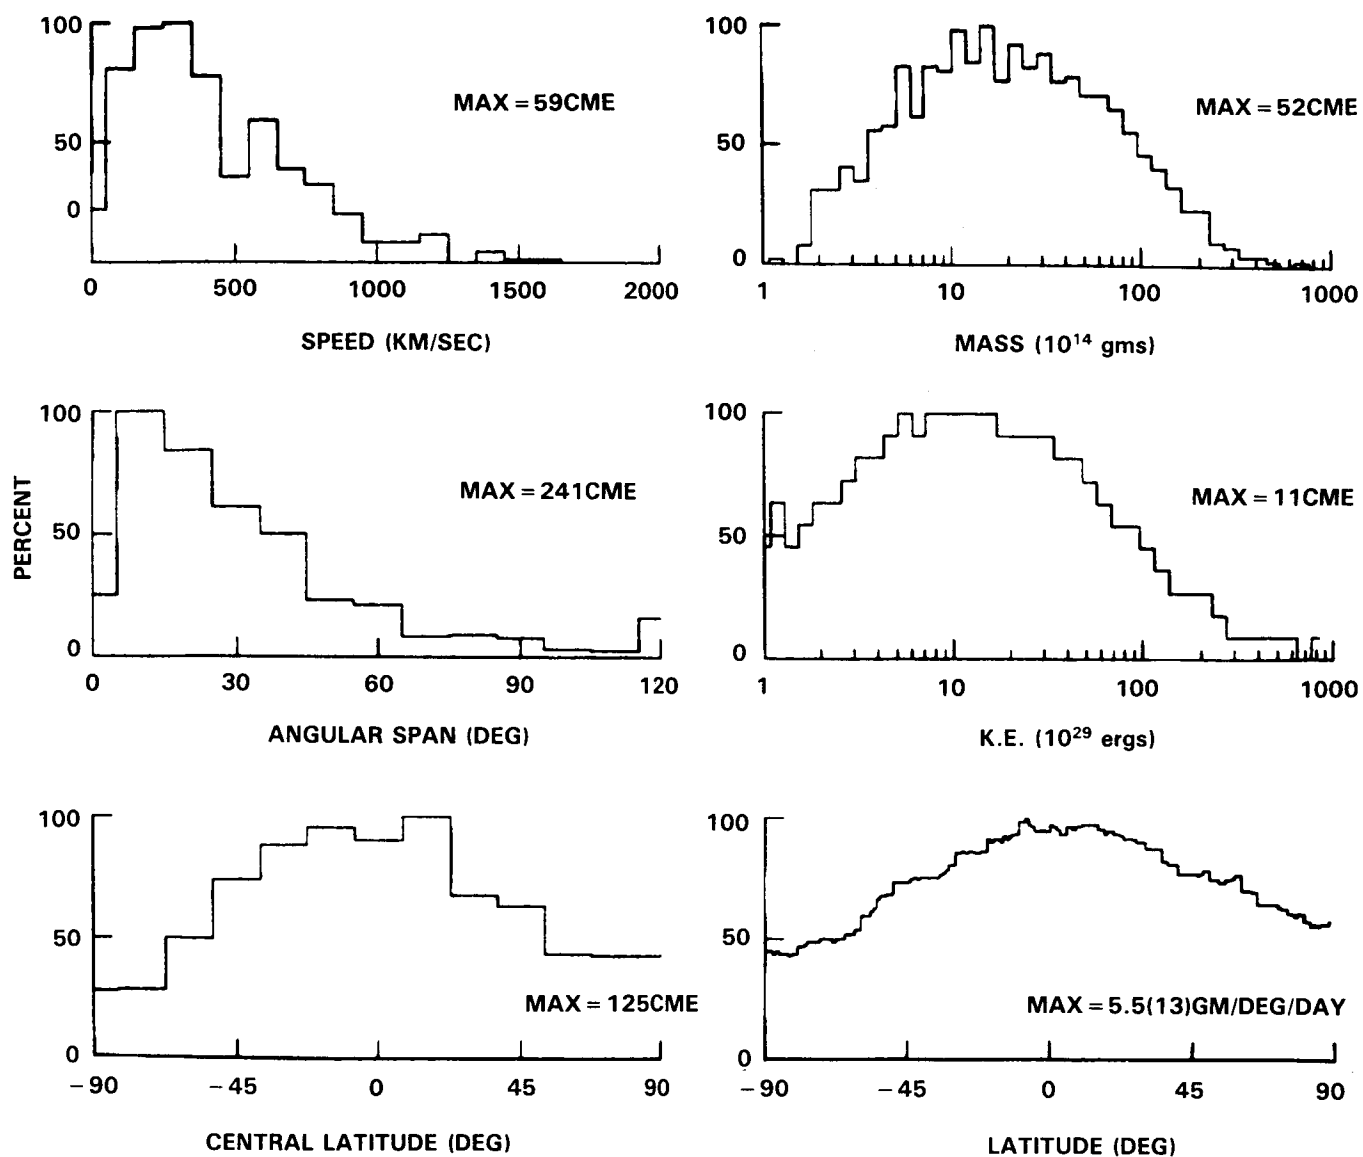 100
50
0
MAX = 59CME
0 500 1000 1500 2000
SPEED (KM/SEC)
100
50
0
MAX = 52CME
1 10 100 1000
MASS (10¹⁴ gms)
PERCENT
100
50
0
MAX = 241CME
0 30 60 90 120
ANGULAR SPAN (DEG)
100
50
0
MAX = 11CME
1 10 100 1000
K.E. (10²⁹ ergs)
100
50
0
MAX = 125CME
−90 −45 0 45 90
CENTRAL LATITUDE (DEG)
100
50
0
MAX = 5.5(13)GM/DEG/DAY
−90 −45 0 45 90
LATITUDE (DEG)